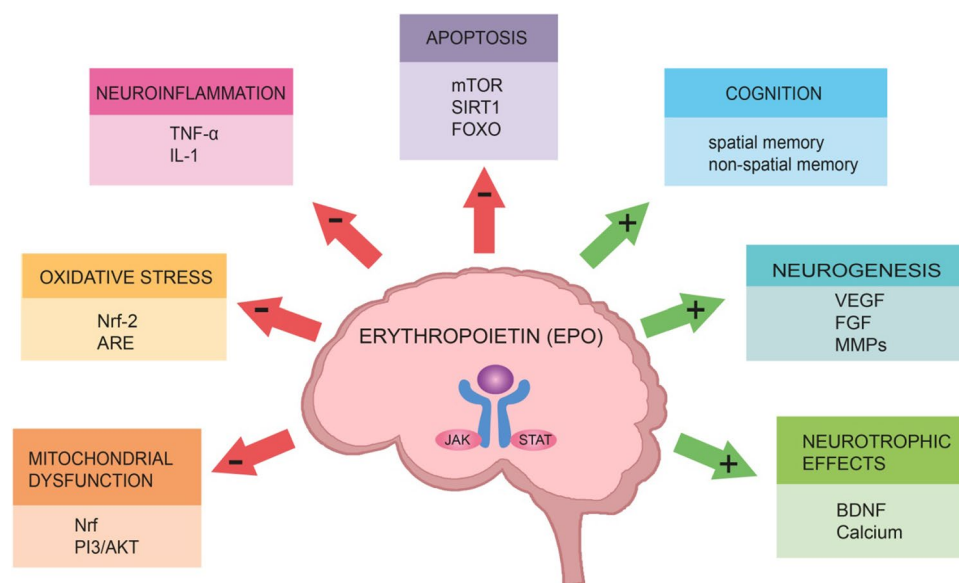 APOPTOSIS
mTOR
SIRT1
FOXO
NEUROINFLAMMATION
TNF-α
IL-1
COGNITION
spatial memory
non-spatial memory
OXIDATIVE STRESS
Nrf-2
ARE
NEUROGENESIS
VEGF
FGF
MMPs
MITOCHONDRIAL
DYSFUNCTION
Nrf
PI3/AKT
NEUROTROPHIC
EFFECTS
BDNF
Calcium
ERYTHROPOIETIN (EPO)
JAK STAT
-
-
-
-
+
+
+